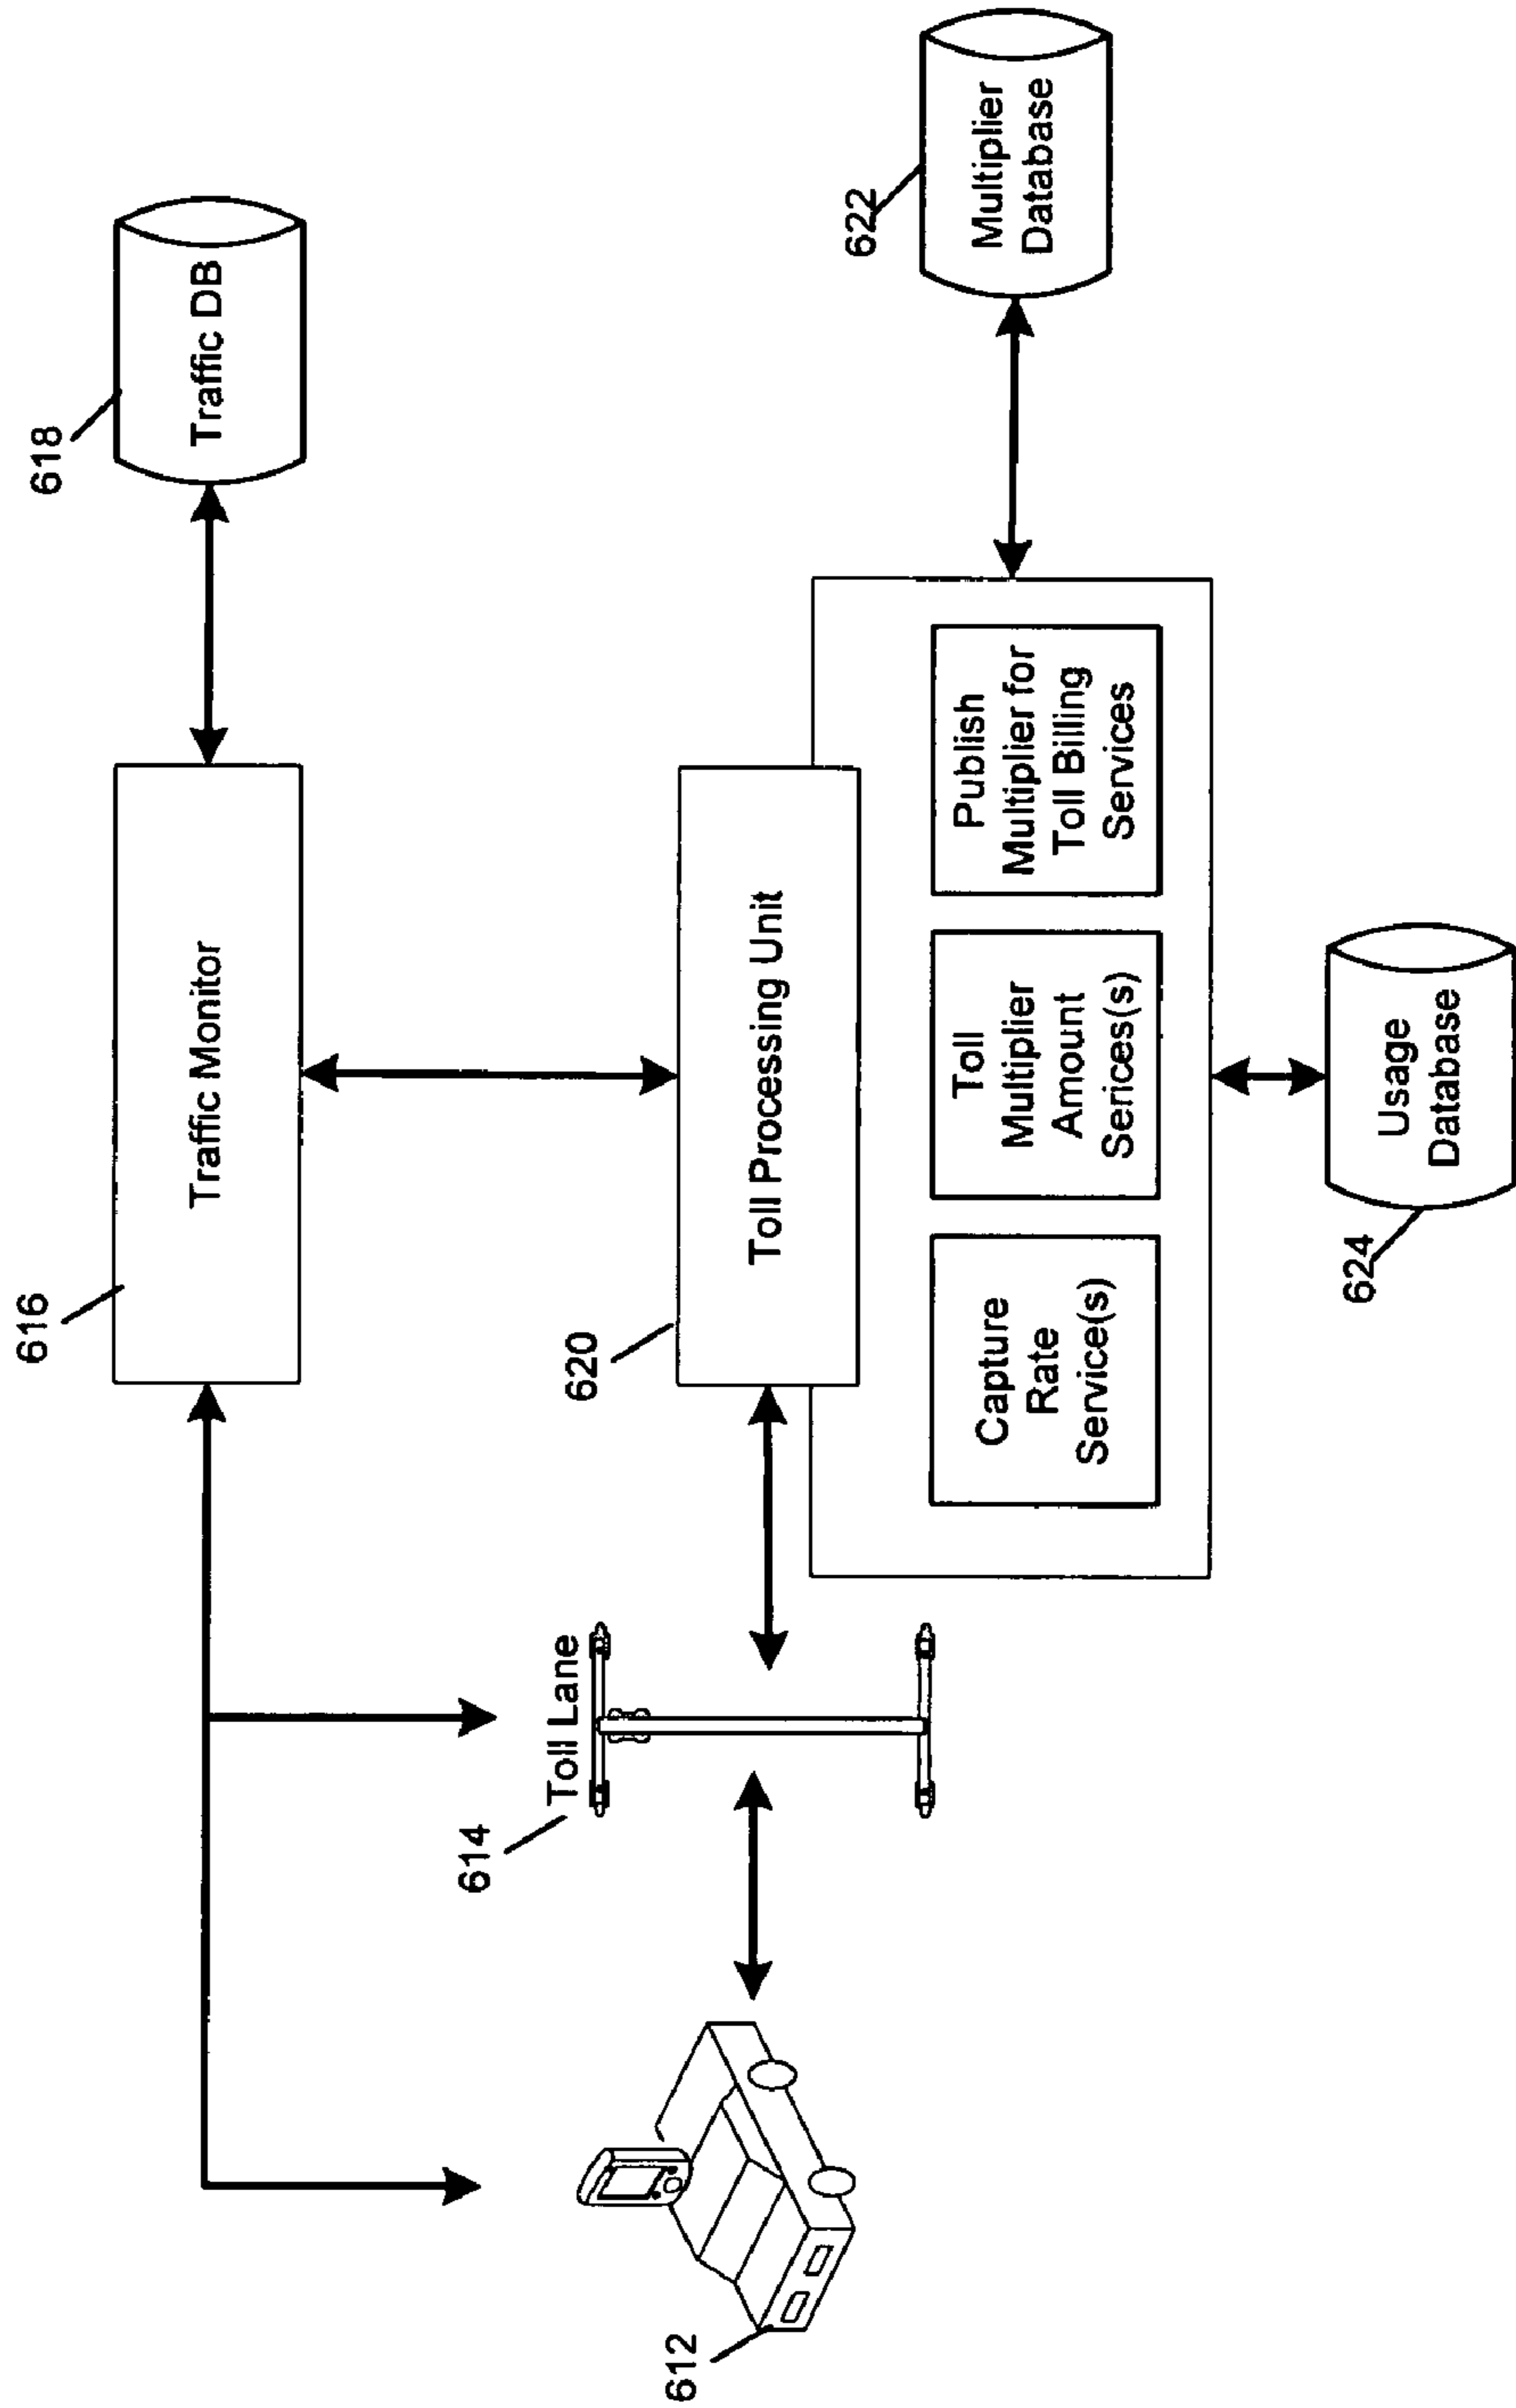 616
Traffic Monitor
618
Traffic DB
614
Toll Lane
612
620
Toll Processing Unit
Capture
Rate
Service(s)
Toll
Multiplier
Amount
Serices(s)
Publish
Multiplier for
Toll Billing
Services
622
Multiplier
Database
624
Usage
Database